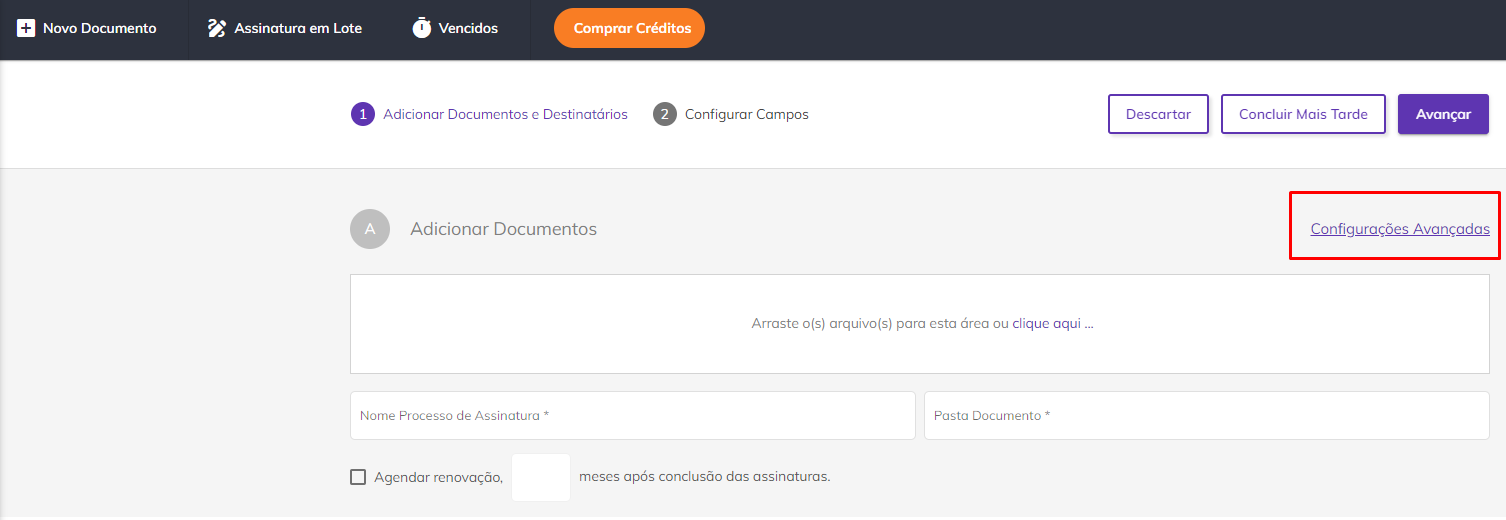 Novo Documento
Assinatura em Lote
Vencidos
Comprar Créditos
1 Adicionar Documentos e Destinatários
2 Configurar Campos
Descartar
Concluir Mais Tarde
Avançar
A Adicionar Documentos
Configurações Avançadas
Arraste o(s) arquivo(s) para esta área ou clique aqui ...
Nome Processo de Assinatura *
Pasta Documento *
Agendar renovação, meses após conclusão das assinaturas.